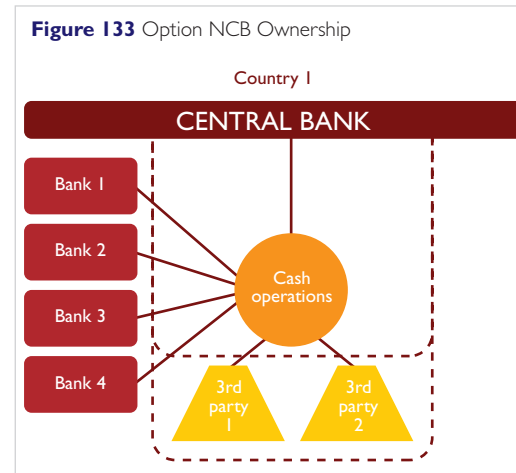 Figure 133 Option NCB Ownership
Country 1
CENTRAL BANK
Bank 1
Bank 2
Bank 3
Bank 4
Cash
operations
3rd
party
1
3rd
party
2